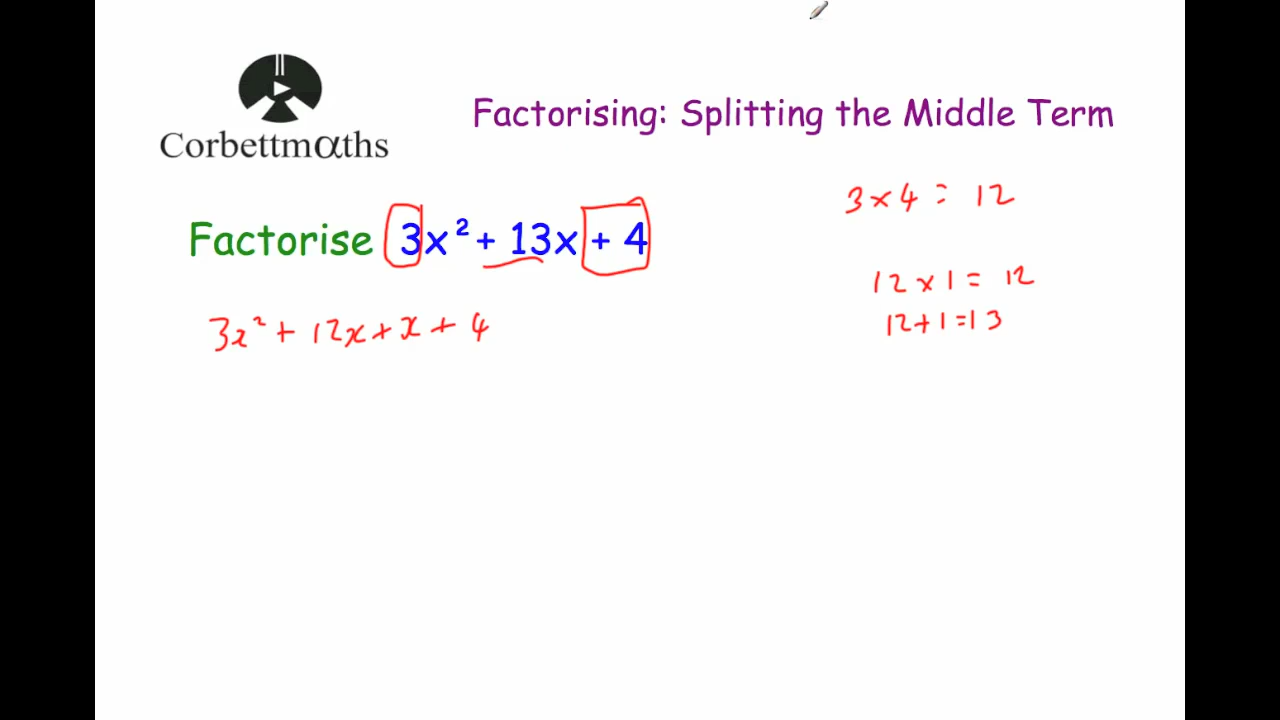 Corbettmαths
Factorising: Splitting the Middle Term
Factorise 3x² + 13x + 4
3x² + 12x + x + 4
3 x 4 = 12
12 x 1 = 12
12+1=13